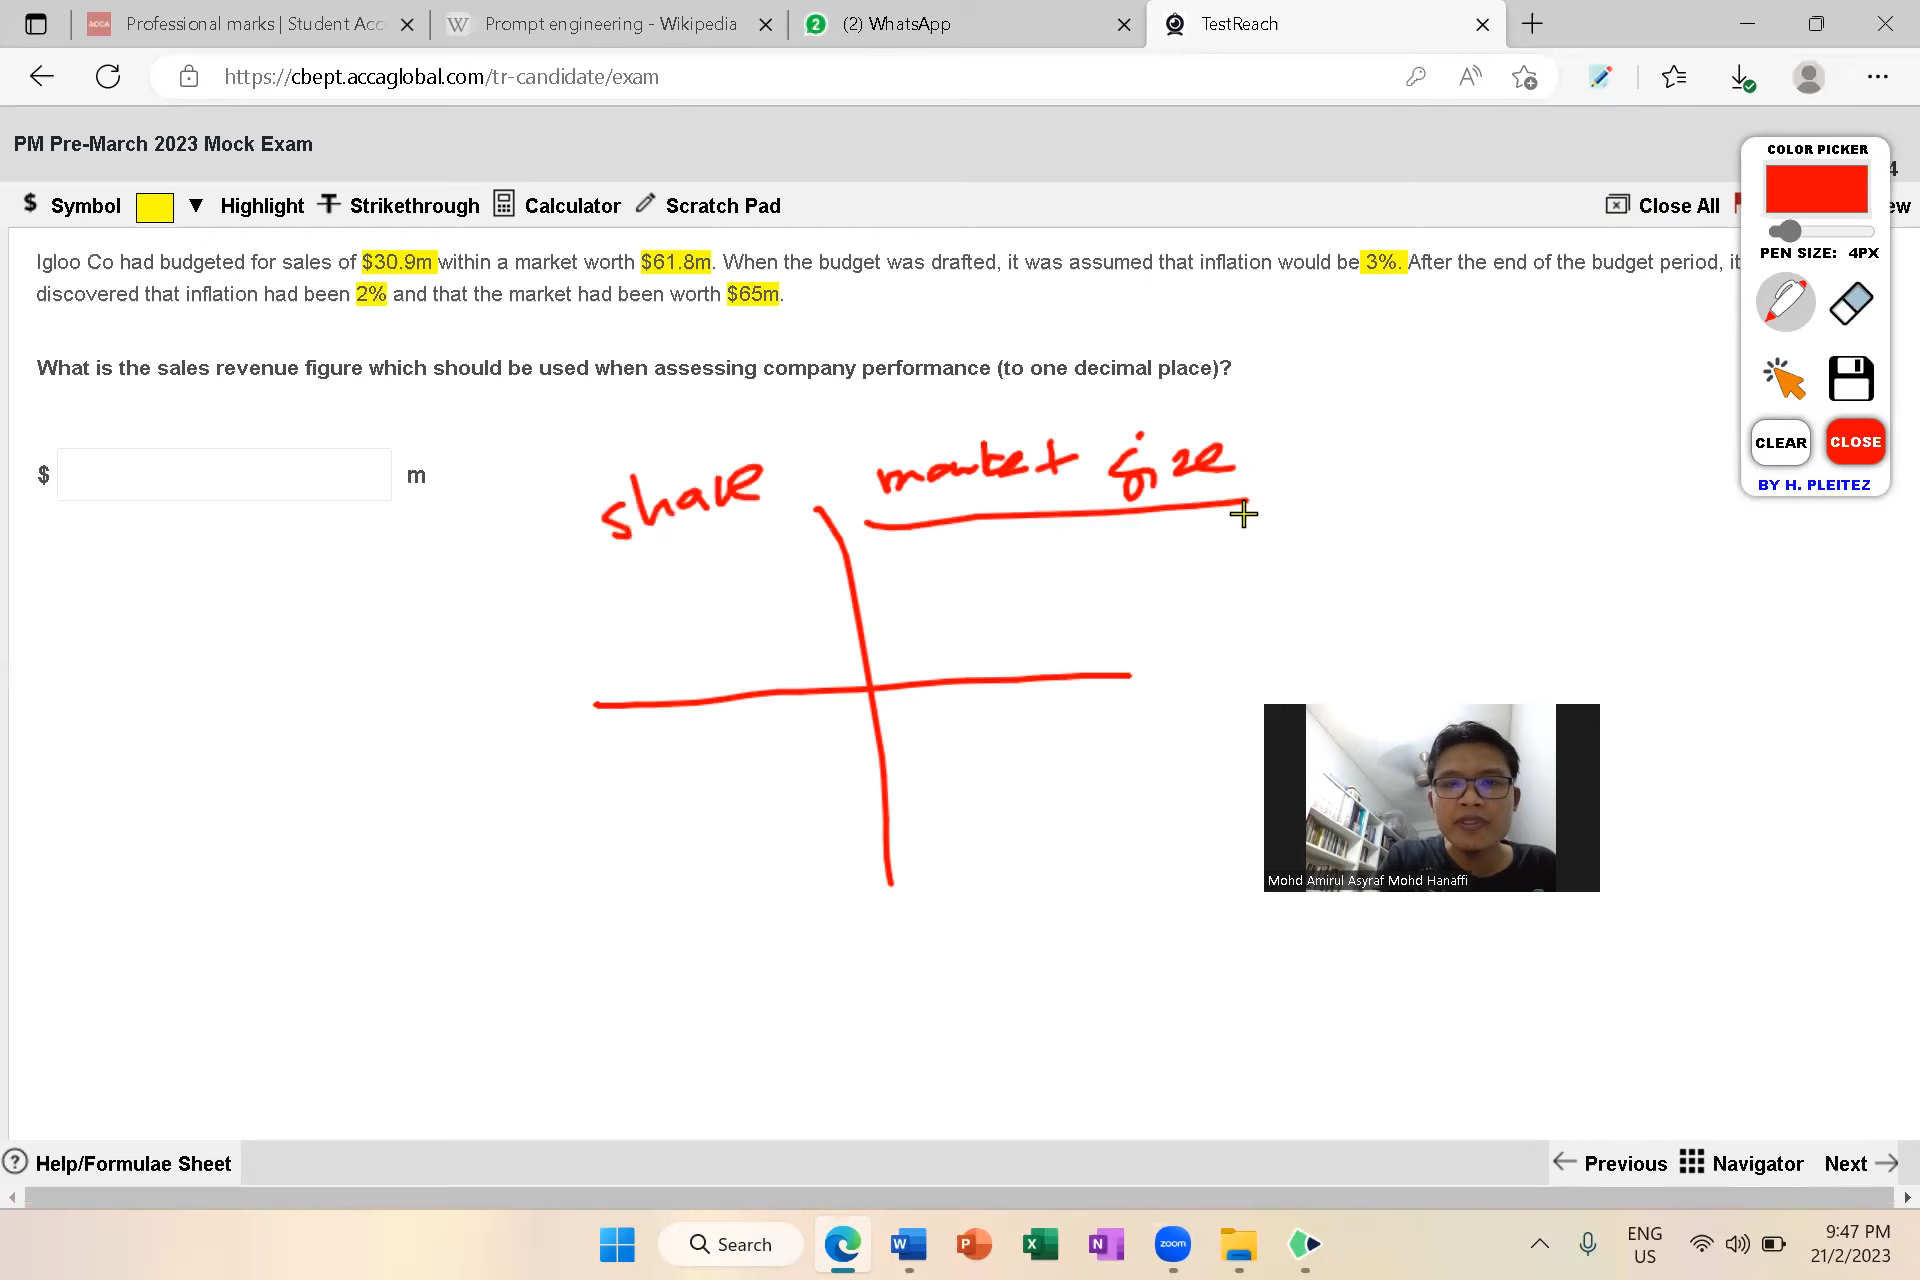 Professional marks | Student Acc
Prompt engineering - Wikipedia
2 (2) WhatsApp
TestReach
https://cbept.accaglobal.com/tr-candidate/exam
PM Pre-March 2023 Mock Exam
4
$ Symbol ▼ Highlight Strikethrough Calculator Scratch Pad
Close All
ew
Igloo Co had budgeted for sales of $30.9m within a market worth $61.8m. When the budget was drafted, it was assumed that inflation would be 3%. After the end of the budget period, it
discovered that inflation had been 2% and that the market had been worth $65m.
What is the sales revenue figure which should be used when assessing company performance (to one decimal place)?
$ m
share market size
COLOR PICKER
PEN SIZE: 4PX
CLEAR CLOSE
BY H. PLEITEZ
Mohd Amirul Asyraf Mohd Hanaffi
Help/Formulae Sheet
Previous Navigator Next
Search
zoom
ENG
US
9:47 PM
21/2/2023